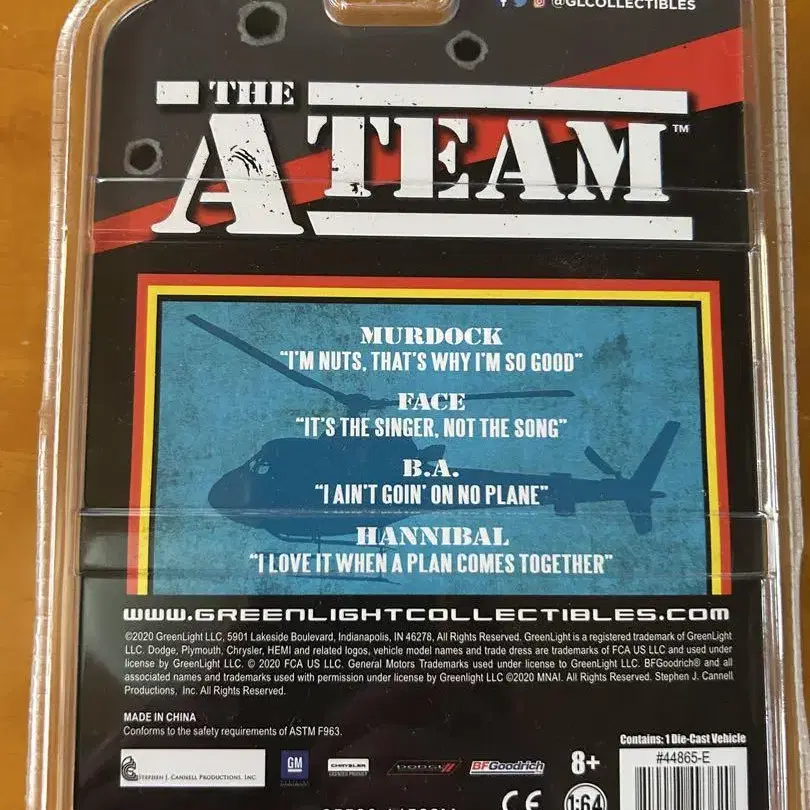 @GLCOLLECTIBLES
THE
A TEAM™
MURDOCK
"I'M NUTS, THAT'S WHY I'M SO GOOD"
FACE
"IT'S THE SINGER, NOT THE SONG"
B.A.
"I AIN'T GOIN' ON NO PLANE"
HANNIBAL
"I LOVE IT WHEN A PLAN COMES TOGETHER"
WWW.GREENLIGHTCOLLECTIBLES.COM
©2020 GreenLight LLC, 5901 Lakeside Boulevard, Indianapolis, IN 46278, All Rights Reserved. GreenLight is a registered trademark of GreenLight
LLC. Dodge, Plymouth, Chrysler, HEMI and related logos, vehicle model names and trade dress are trademarks of FCA US LLC and used under
license by GreenLight LLC. © 2020 FCA US LLC. General Motors Trademarks used under license to GreenLight LLC. BFGoodrich® and all
associated names and trademarks used with permission under license by Greenlight LLC ©2020 MNAI. All Rights Reserved. Stephen J. Cannell
Productions, Inc. All Rights Reserved.
MADE IN CHINA
Conforms to the safety requirements of ASTM F963.
Contains: 1 Die-Cast Vehicle
#44865-E
STEPHEN J. CANNELL PRODUCTIONS, INC.
GM
CHRYSLER
LICENSED PRODUCT
DODGE
BFGoodrich
8+
CE
1:64